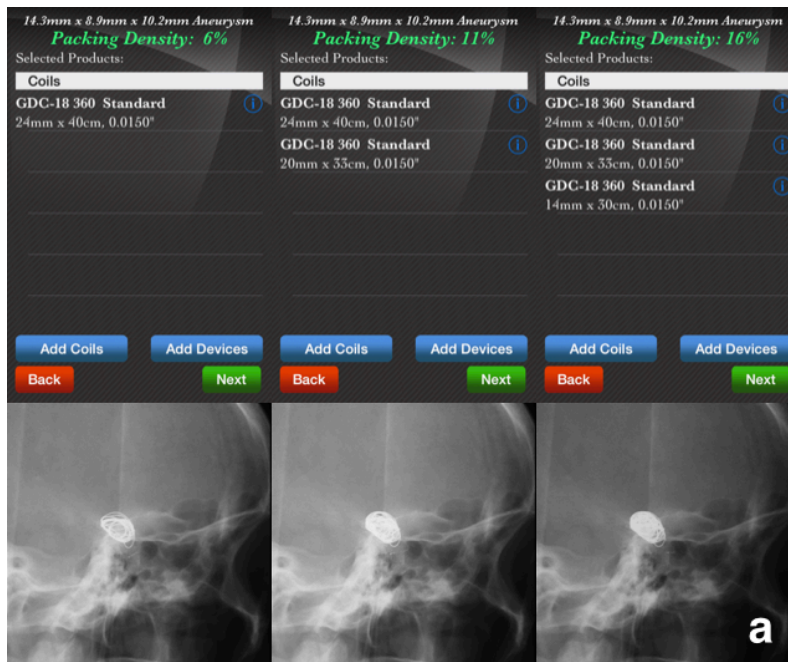 14.3mm x 8.9mm x 10.2mm Aneurysm
Packing Density: 6%
Selected Products:
Coils
GDC-18 360 Standard
24mm x 40cm, 0.0150"
Add Coils
Add Devices
Back
Next
14.3mm x 8.9mm x 10.2mm Aneurysm
Packing Density: 11%
Selected Products:
Coils
GDC-18 360 Standard
24mm x 40cm, 0.0150"
GDC-18 360 Standard
20mm x 33cm, 0.0150"
Add Coils
Add Devices
Back
Next
14.3mm x 8.9mm x 10.2mm Aneurysm
Packing Density: 16%
Selected Products:
Coils
GDC-18 360 Standard
24mm x 40cm, 0.0150"
GDC-18 360 Standard
20mm x 33cm, 0.0150"
GDC-18 360 Standard
14mm x 30cm, 0.0150"
Add Coils
Add Devices
Back
Next
a